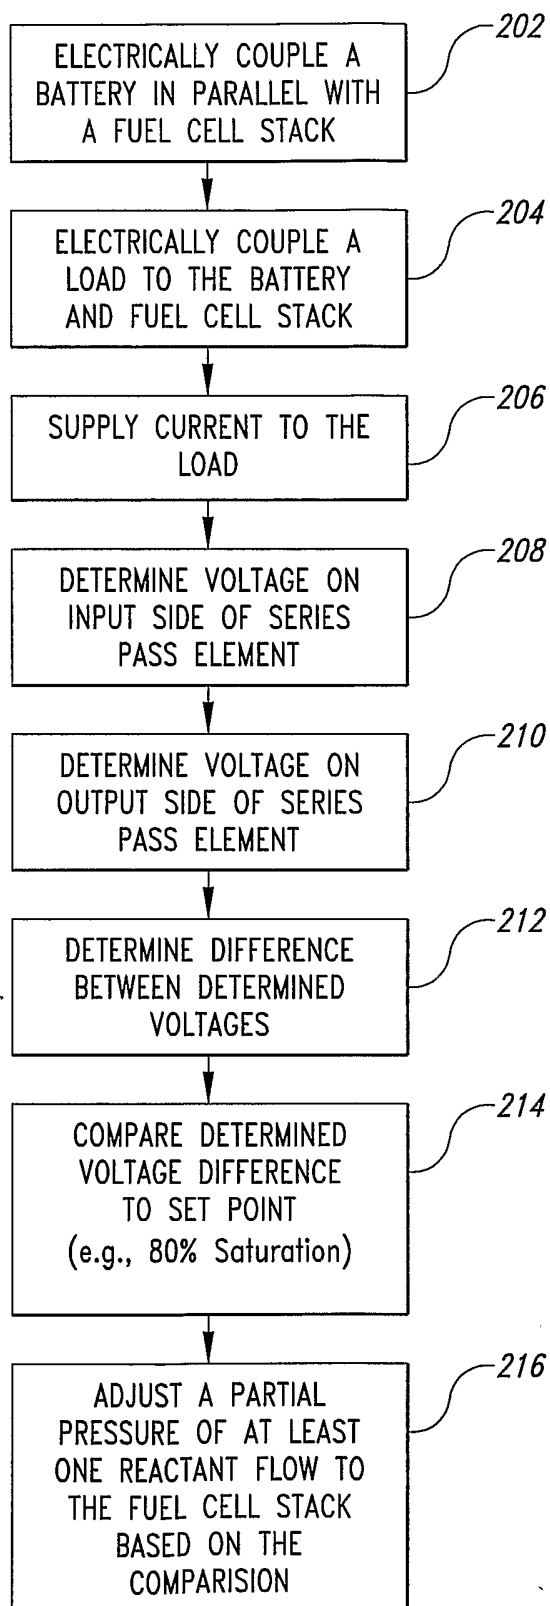 202
ELECTRICALLY COUPLE A
BATTERY IN PARALLEL WITH
A FUEL CELL STACK
204
ELECTRICALLY COUPLE A
LOAD TO THE BATTERY
AND FUEL CELL STACK
206
SUPPLY CURRENT TO THE
LOAD
208
DETERMINE VOLTAGE ON
INPUT SIDE OF SERIES
PASS ELEMENT
210
DETERMINE VOLTAGE ON
OUTPUT SIDE OF SERIES
PASS ELEMENT
212
DETERMINE DIFFERENCE
BETWEEN DETERMINED
VOLTAGES
214
COMPARE DETERMINED
VOLTAGE DIFFERENCE
TO SET POINT
(e.g., 80% Saturation)
216
ADJUST A PARTIAL
PRESSURE OF AT LEAST
ONE REACTANT FLOW TO
THE FUEL CELL STACK
BASED ON THE
COMPARISION